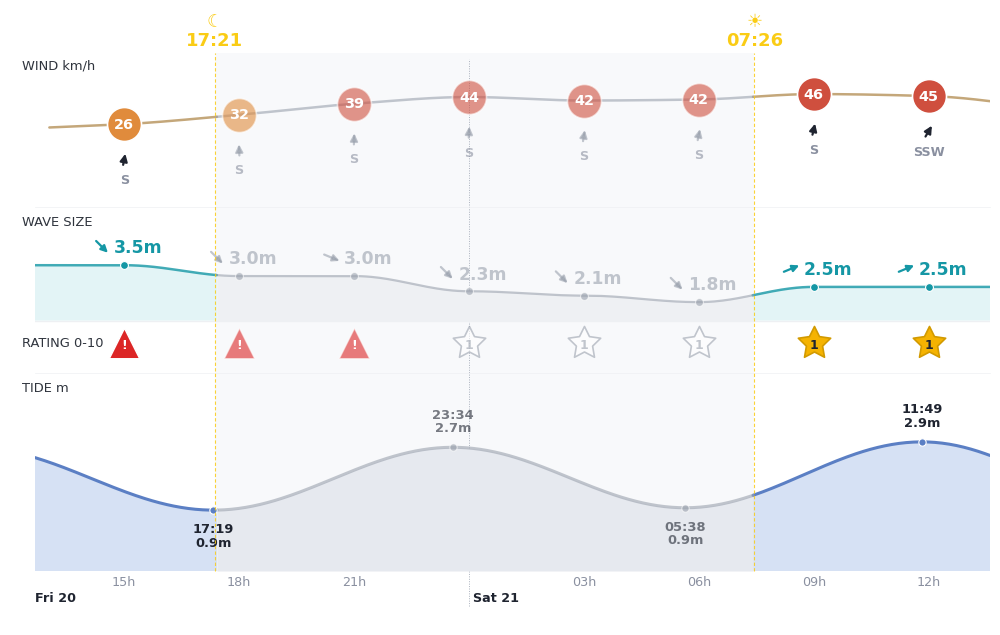 17:21 07:26
WIND km/h
26 32 39 44 42 42 46 45
S S S S S S S SSW
WAVE SIZE
3.5m 3.0m 3.0m 2.3m 2.1m 1.8m 2.5m 2.5m
RATING 0-10 ! ! ! 1 1 1 1 1
TIDE m
23:34 11:49
2.7m 2.9m
17:19 05:38
0.9m 0.9m
15h 18h 21h 03h 06h 09h 12h
Fri 20 Sat 21